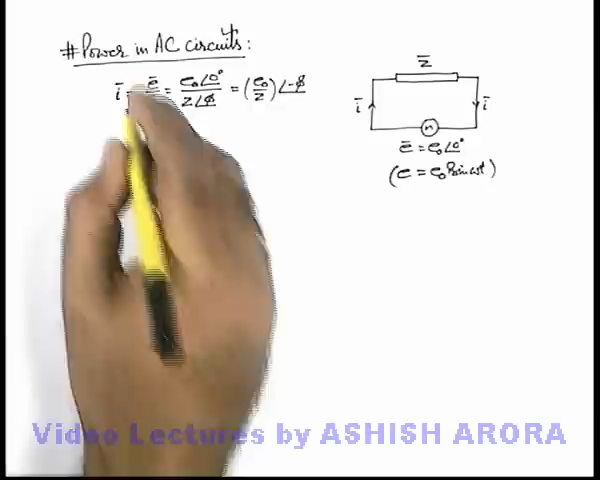 # Power in AC circuits:
i̅ = e̅ = e₀∠0° / Z∠ϕ = (e₀/Z)∠-ϕ
Z̅
i̅
i̅
e̅ = e₀∠0°
(e = e₀ sin ωt)
Video Lectures by ASHISH ARORA